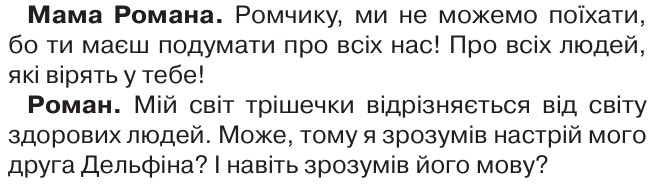 Мама Романа. Ромчику, ми не можемо поїхати,
бо ти маєш подумати про всіх нас! Про всіх людей,
які вірять у тебе!
Роман. Мій світ трішечки відрізняється від світу
здорових людей. Може, тому я зрозумів настрій мого
друга Дельфіна? І навіть зрозумів його мову?